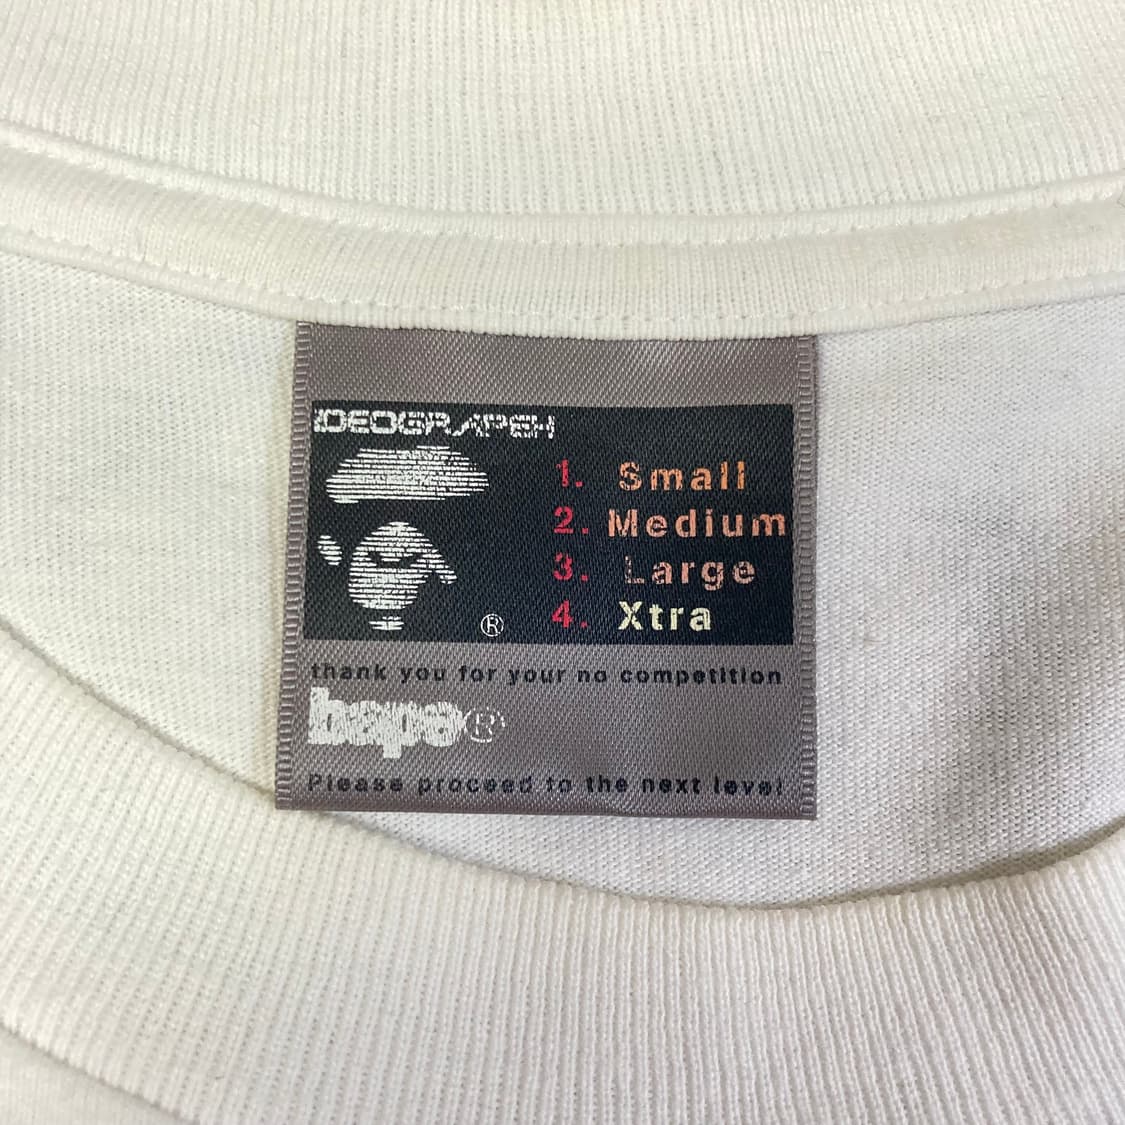 IDEOGRAPEH
1. Small
2. Medium
3. Large
4. Xtra
®
thank you for your no competition
bape®
Please proceed to the next level